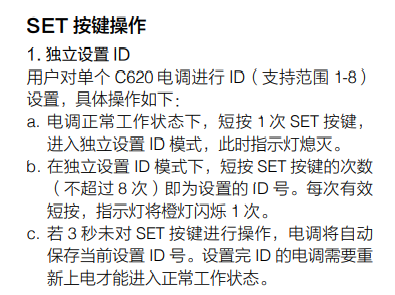 SET 按键操作
1. 独立设置 ID
用户对单个 C620 电调进行 ID（支持范围 1-8）
设置，具体操作如下：
a. 电调正常工作状态下，短按 1 次 SET 按键，
进入独立设置 ID 模式，此时指示灯熄灭。
b. 在独立设置 ID 模式下，短按 SET 按键的次数
（不超过 8 次）即为设置的 ID 号。每次有效
短按，指示灯将橙灯闪烁 1 次。
c. 若 3 秒未对 SET 按键进行操作，电调将自动
保存当前设置 ID 号。设置完 ID 的电调需要重
新上电才能进入正常工作状态。